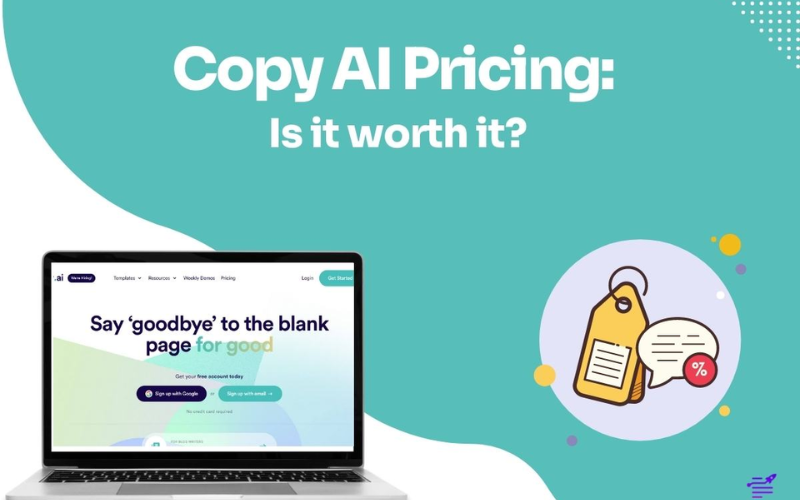 Copy AI Pricing:
Is it worth it?
.ai We're Hiring! Templates Resources Weekly Demos Pricing Login Get Started
Say ‘goodbye’ to the blank
page for good
Get your free account today
Sign up with Google or Sign up with email →
No credit card required
%